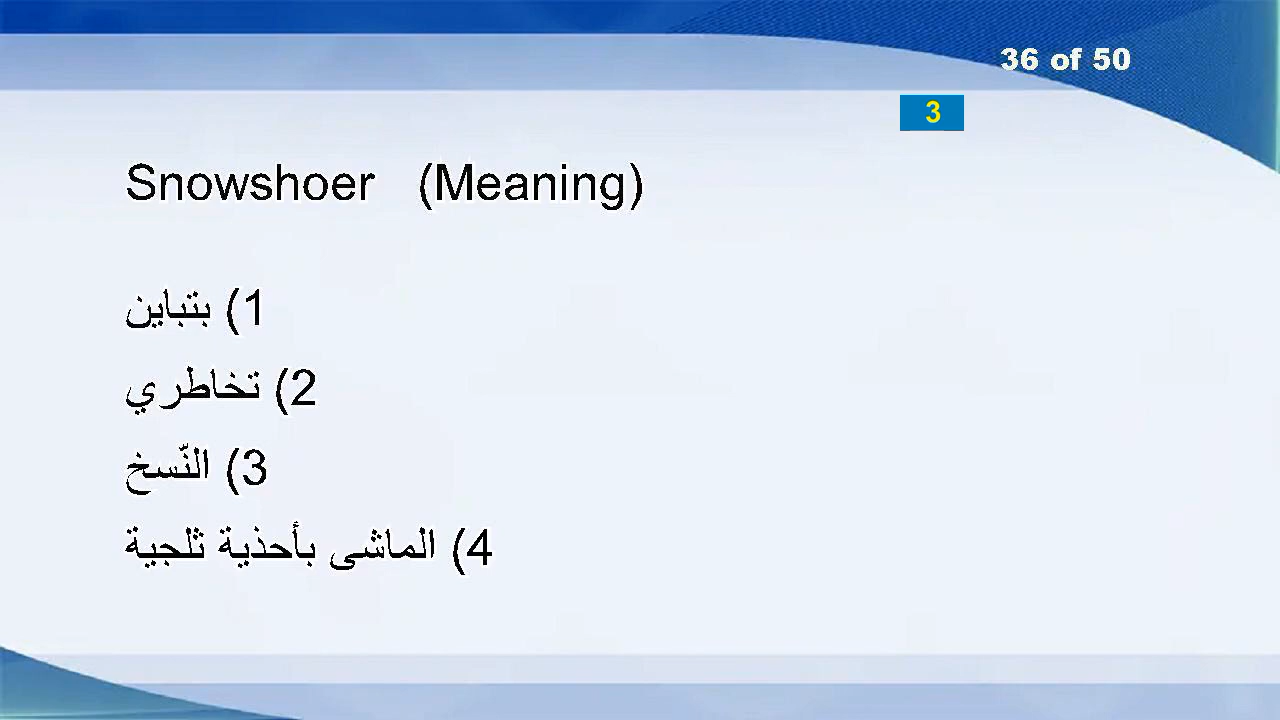 36 of 50
3
Snowshoer (Meaning)
1) بتباين
2) تخاطري
3) النّسخ
4) الماشى بأحذية ثلجية